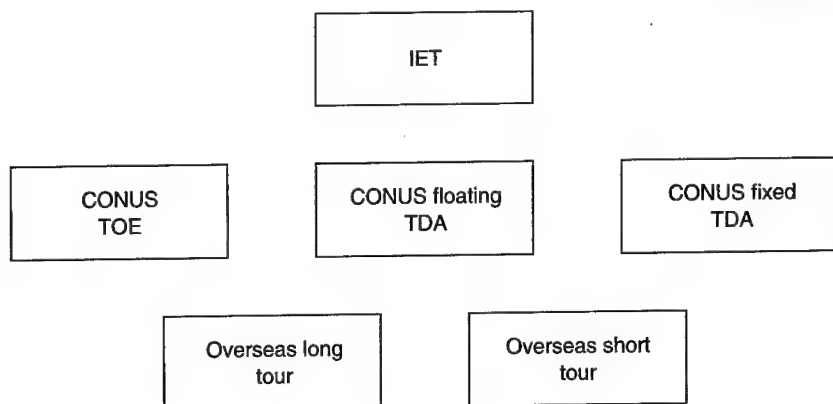 IET
CONUS
TOE
CONUS floating
TDA
CONUS fixed
TDA
Overseas long
tour
Overseas short
tour